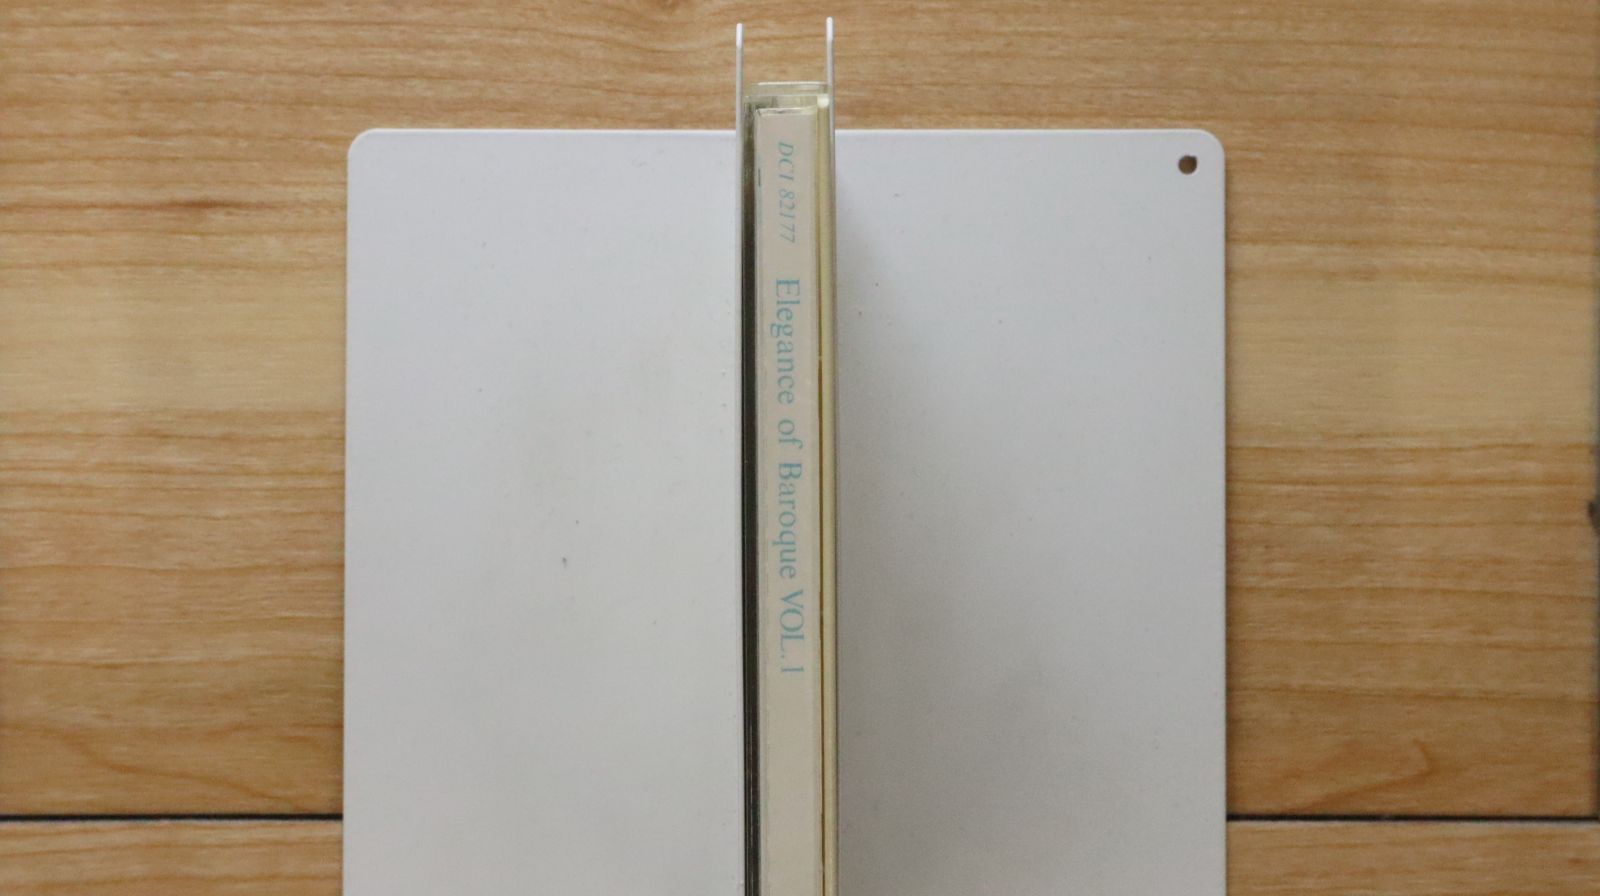 DCI 82177 Elegance of Baroque VOL.1